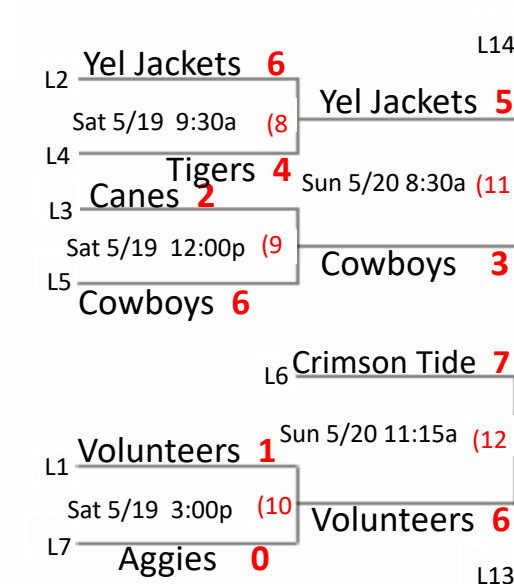 L14
Yel Jackets 6
L2
Yel Jackets 5
Sat 5/19 9:30a (8
L4
Tigers 4
Sun 5/20 8:30a (11
Canes 2
L3
Sat 5/19 12:00p (9
Cowboys 3
L5
Cowboys 6
Crimson Tide 7
L6
Sun 5/20 11:15a (12
Volunteers 1
L1
Sat 5/19 3:00p (10
Volunteers 6
L7
Aggies 0
L13